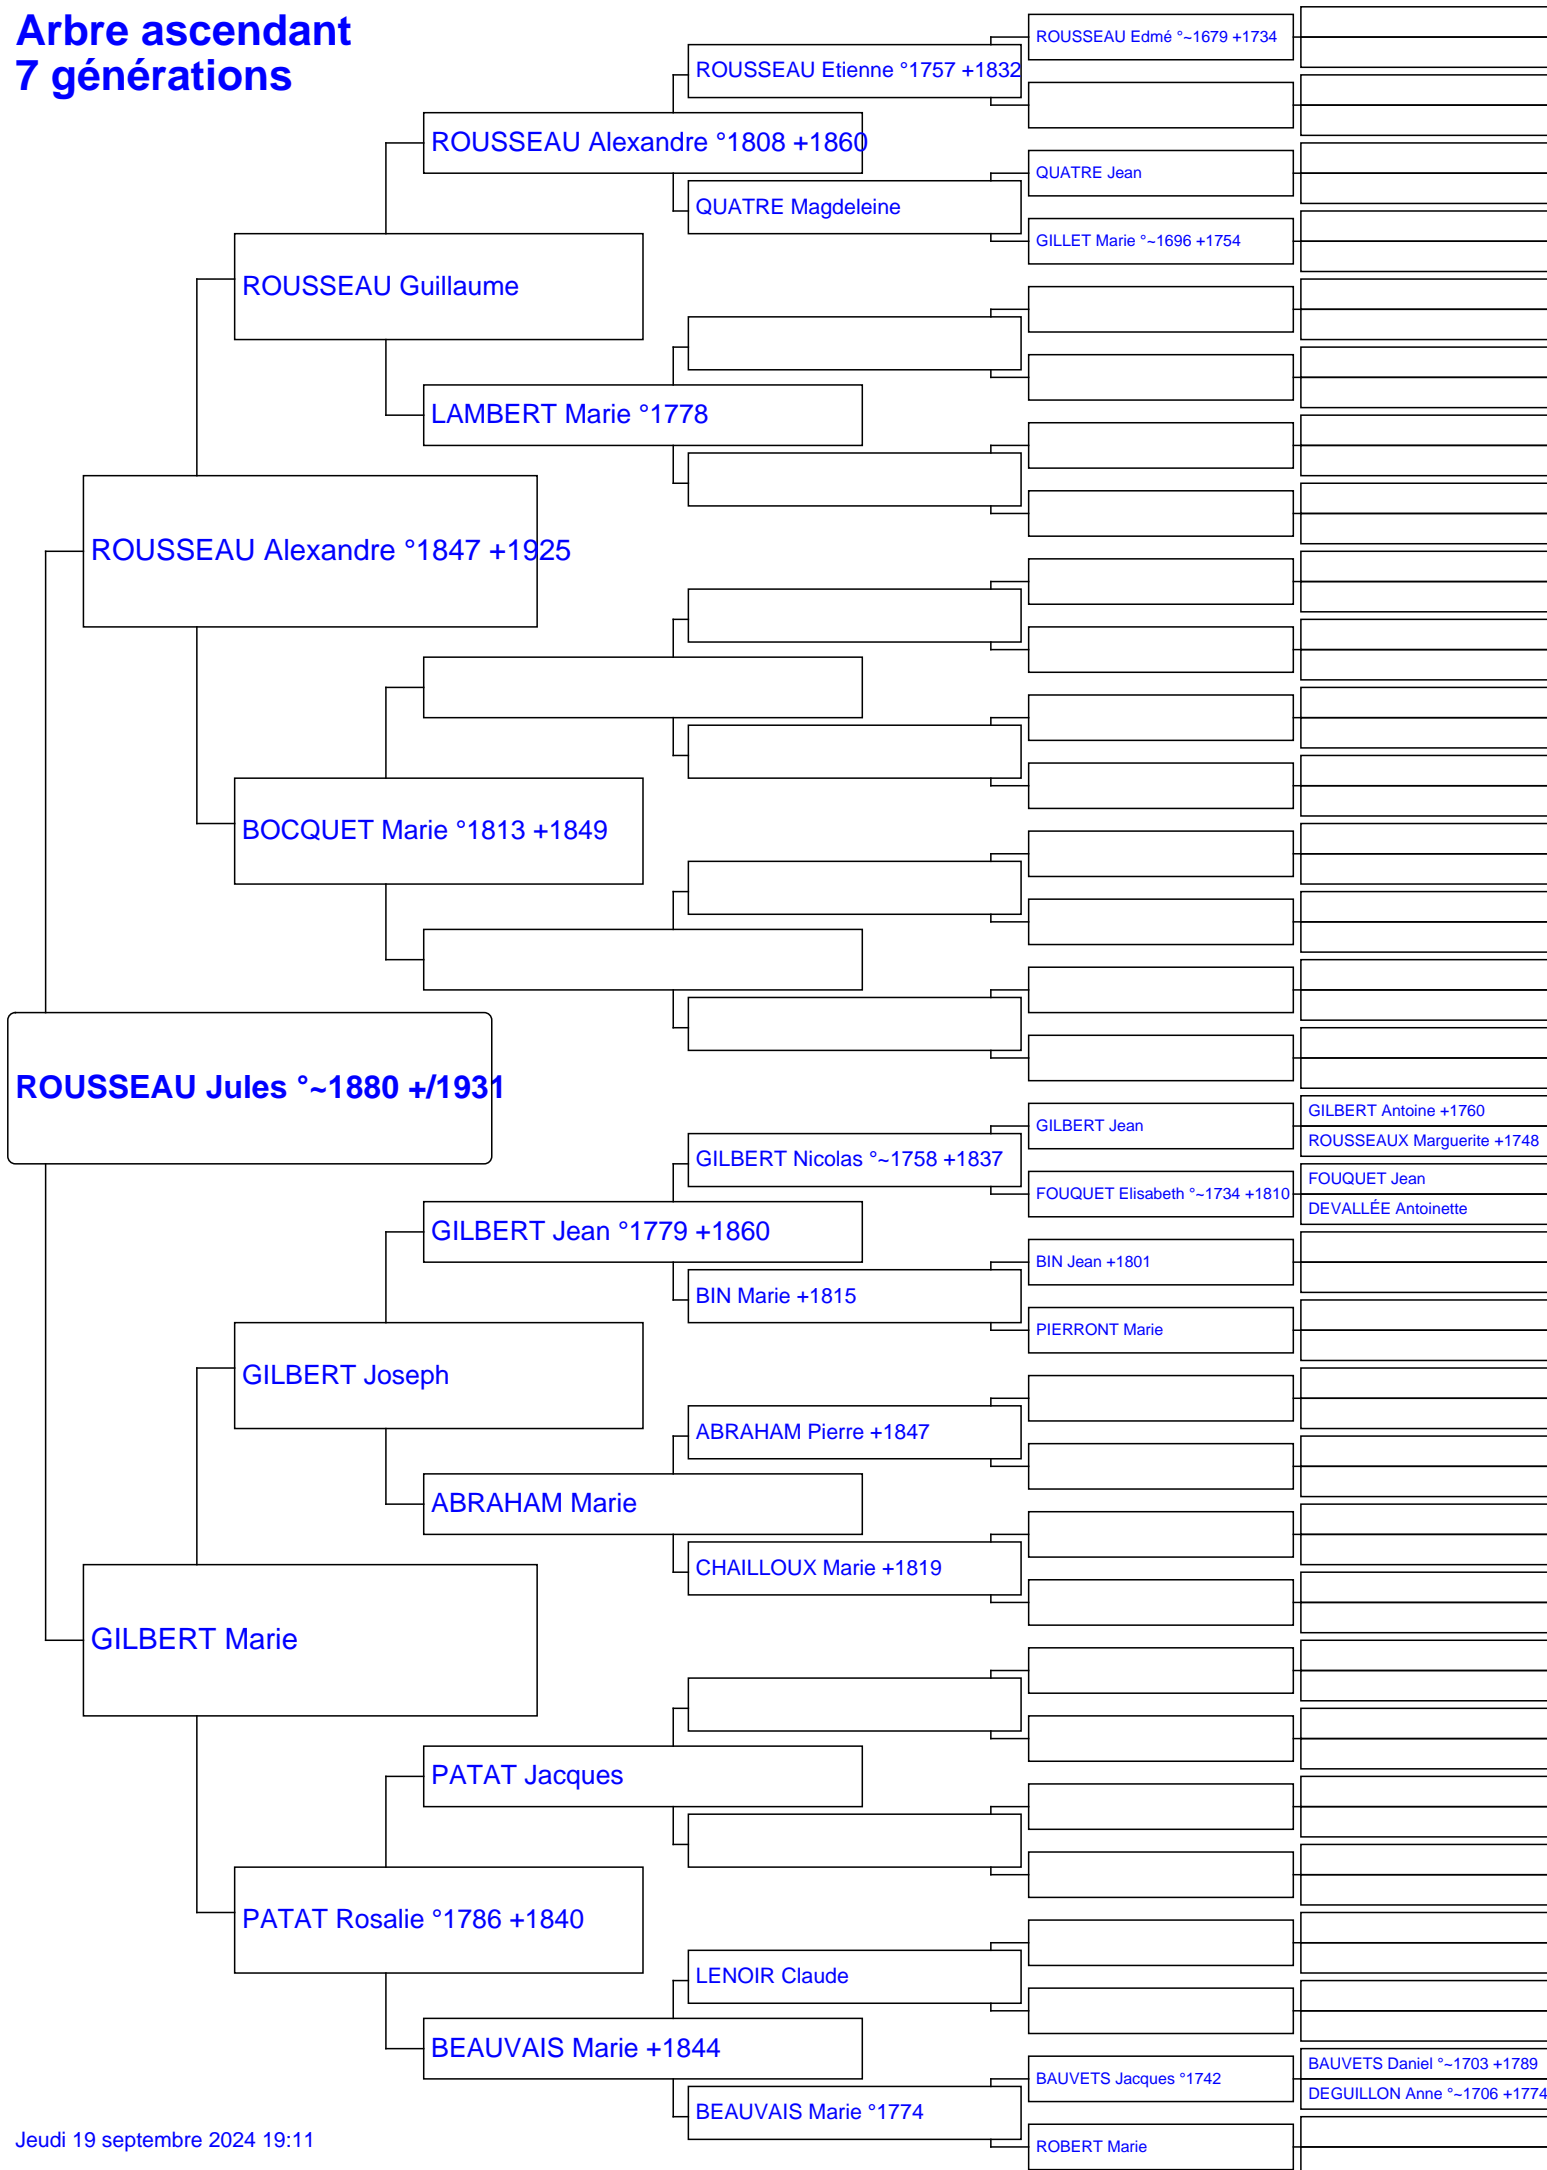 Arbre ascendant
7 générations
ROUSSEAU Edmé °~1679 +1734
ROUSSEAU Etienne °1757 +1832
ROUSSEAU Alexandre °1808 +1860
QUATRE Jean
QUATRE Magdeleine
GILLET Marie °~1696 +1754
ROUSSEAU Guillaume
LAMBERT Marie °1778
ROUSSEAU Alexandre °1847 +1925
BOCQUET Marie °1813 +1849
ROUSSEAU Jules °~1880 +/1931
GILBERT Antoine +1760
GILBERT Jean
ROUSSEAUX Marguerite +1748
GILBERT Nicolas °~1758 +1837
FOUQUET Jean
FOUQUET Elisabeth °~1734 +1810
DEVALLÉE Antoinette
GILBERT Jean °1779 +1860
BIN Jean +1801
BIN Marie +1815
PIERRONT Marie
GILBERT Joseph
ABRAHAM Pierre +1847
ABRAHAM Marie
CHAILLOUX Marie +1819
GILBERT Marie
PATAT Jacques
PATAT Rosalie °1786 +1840
LENOIR Claude
BEAUVAIS Marie +1844
BAUVETS Daniel °~1703 +1789
BAUVETS Jacques °1742
DEGUILLON Anne °~1706 +1774
BEAUVAIS Marie °1774
ROBERT Marie
Jeudi 19 septembre 2024 19:11